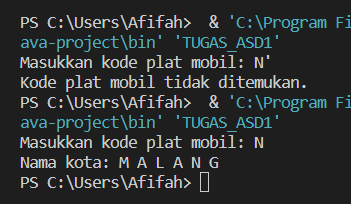 PS C:\Users\Afifah>  & 'C:\Program Fi
ava-project\bin' 'TUGAS_ASD1'
Masukkan kode plat mobil: N'
Kode plat mobil tidak ditemukan.
PS C:\Users\Afifah>  & 'C:\Program Fi
ava-project\bin' 'TUGAS_ASD1'
Masukkan kode plat mobil: N
Nama kota: M A L A N G
PS C:\Users\Afifah>